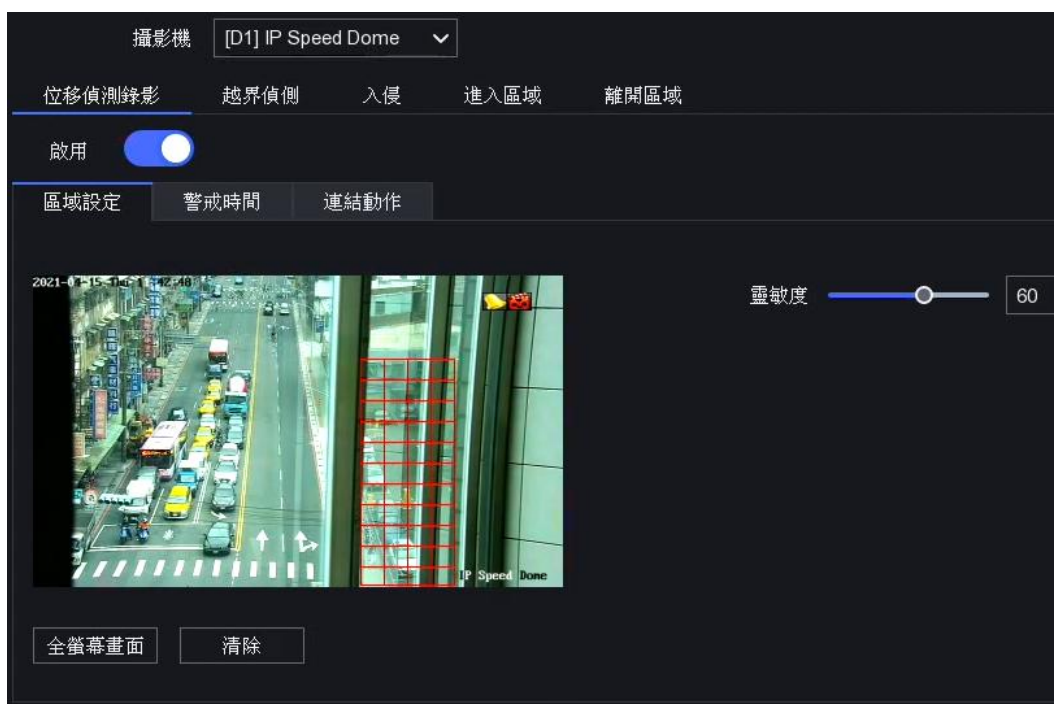 攝影機 [D1] IP Speed Dome
位移偵測錄影 越界偵側 入侵 進入區域 離開區域
啟用
區域設定 警戒時間 連結動作
靈敏度 60
IP Speed Dome
全螢幕畫面 清除